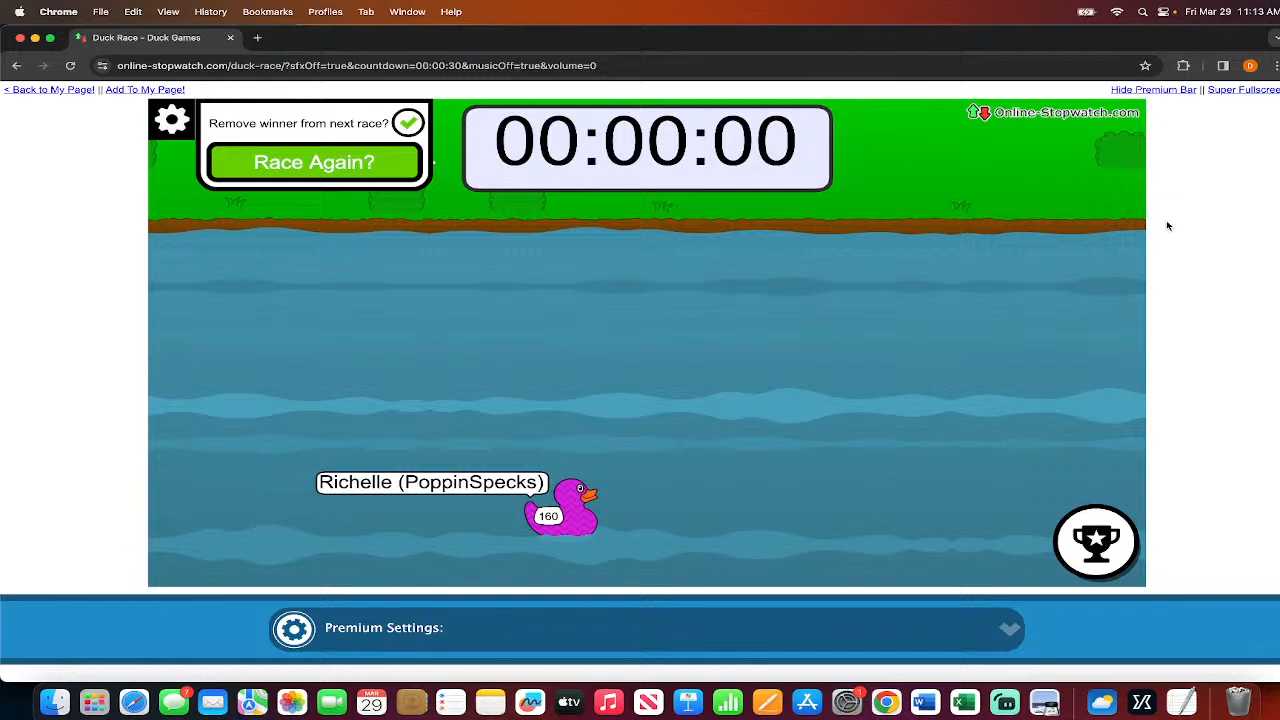 Chrome File Edit View History Bookmarks Profiles Tab Window Help Fri Mar 29 11:13 AM
Duck Race – Duck Games
online-stopwatch.com/duck-race/?sfxOff=true&countdown=00:00:30&musicOff=true&volume=0
D
< Back to My Page! || Add To My Page! Hide Premium Bar || Super Fullscree
Remove winner from next race?
Race Again?
00:00:00
Online-Stopwatch.com
Richelle (PoppinSpecks)
160
Premium Settings:
7
MAR
29
tv
1
W
X